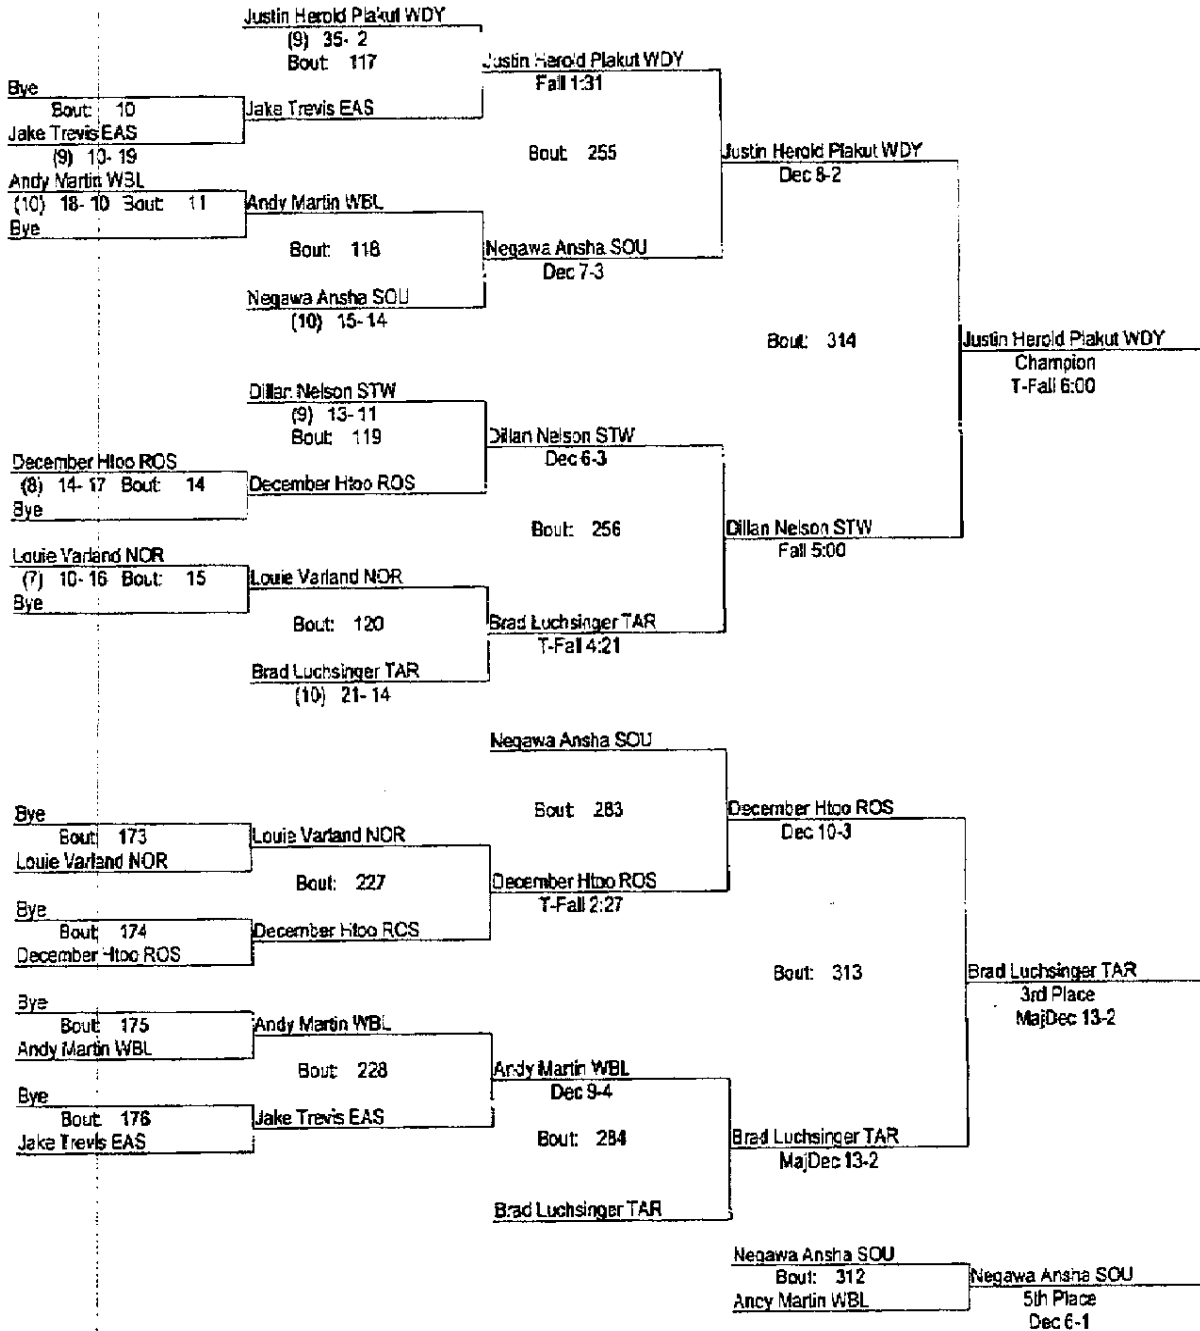 Justin Herold Plakut WDY
(9) 35- 2
Bout: 117
Justin Herold Plakut WDY
Fall 1:31
Bye
Bout: 10
Jake Trevis EAS
Jake Trevis EAS
(9) 13- 19
Bout: 255
Justin Herold Plakut WDY
Dec 8-2
Andy Martin WBL
(10) 18- 10 Bout: 11
Bye
Andy Martin WBL
Bout: 118
Negawa Ansha SOU
Dec 7-3
Negawa Ansha SOU
(10) 15- 14
Bout: 314
Justin Herold Plakut WDY
Champion
T-Fall 6:00
Dillan Nelson STW
(9) 13- 11
Bout: 119
Dillan Nelson STW
Dec 6-3
December Htoo ROS
(8) 14- 17 Bout: 14
Bye
December Htoo ROS
Bout: 256
Dillan Nelson STW
Fall 5:00
Louie Varland NOR
(7) 10- 16 Bout: 15
Bye
Louie Varland NOR
Bout: 120
Brad Luchsinger TAR
T-Fall 4:21
Brad Luchsinger TAR
(10) 21- 14
Negawa Ansha SOU
Bout: 283
December Htoo ROS
Dec 10-3
Bye
Bout: 173
Louie Varland NOR
Louie Varland NOR
Bout: 227
December Htoo ROS
T-Fall 2:27
Bye
Bout: 174
December Htoo ROS
December Htoo ROS
Bout: 313
Brad Luchsinger TAR
3rd Place
MajDec 13-2
Bye
Bout: 175
Andy Martin WBL
Andy Martin WBL
Bout: 228
Andy Martin WBL
Dec 9-4
Bye
Bout: 176
Jake Trevis EAS
Jake Trevis EAS
Bout: 284
Brad Luchsinger TAR
MajDec 13-2
Brad Luchsinger TAR
Negawa Ansha SOU
Bout: 312
Andy Martin WBL
Negawa Ansha SOU
5th Place
Dec 6-1